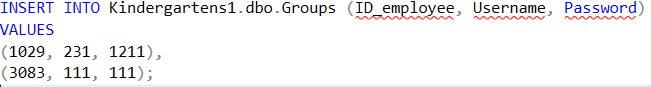 INSERT INTO Kindergartens1.dbo.Groups (ID_employee, Username, Password)
VALUES
(1029, 231, 1211),
(3083, 111, 111);